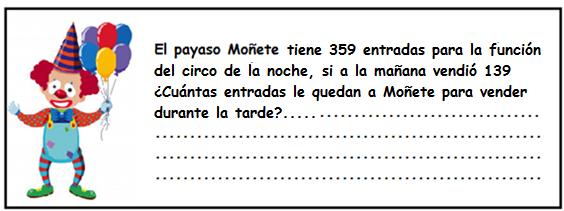 El payaso Moñete tiene 359 entradas para la función
del circo de la noche, si a la mañana vendió 139
¿Cuántas entradas le quedan a Moñete para vender
durante la tarde?.......................................
................................................................
................................................................
................................................................